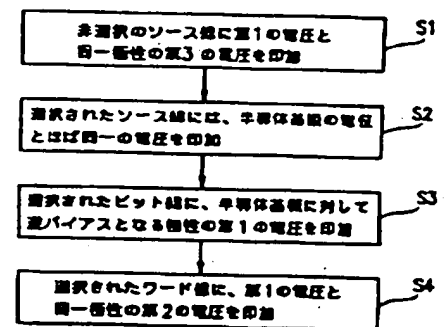 非選択のソース線に第1の電圧と
同一極性の第3の電圧を印加
S1
選択されたソース線には、半導体基板の電位
とほぼ同一の電圧を印加
S2
選択されたビット線に、半導体基板に対して
逆バイアスとなる極性の第1の電圧を印加
S3
選択されたワード線に、第1の電圧と
同一極性の第2の電圧を印加
S4